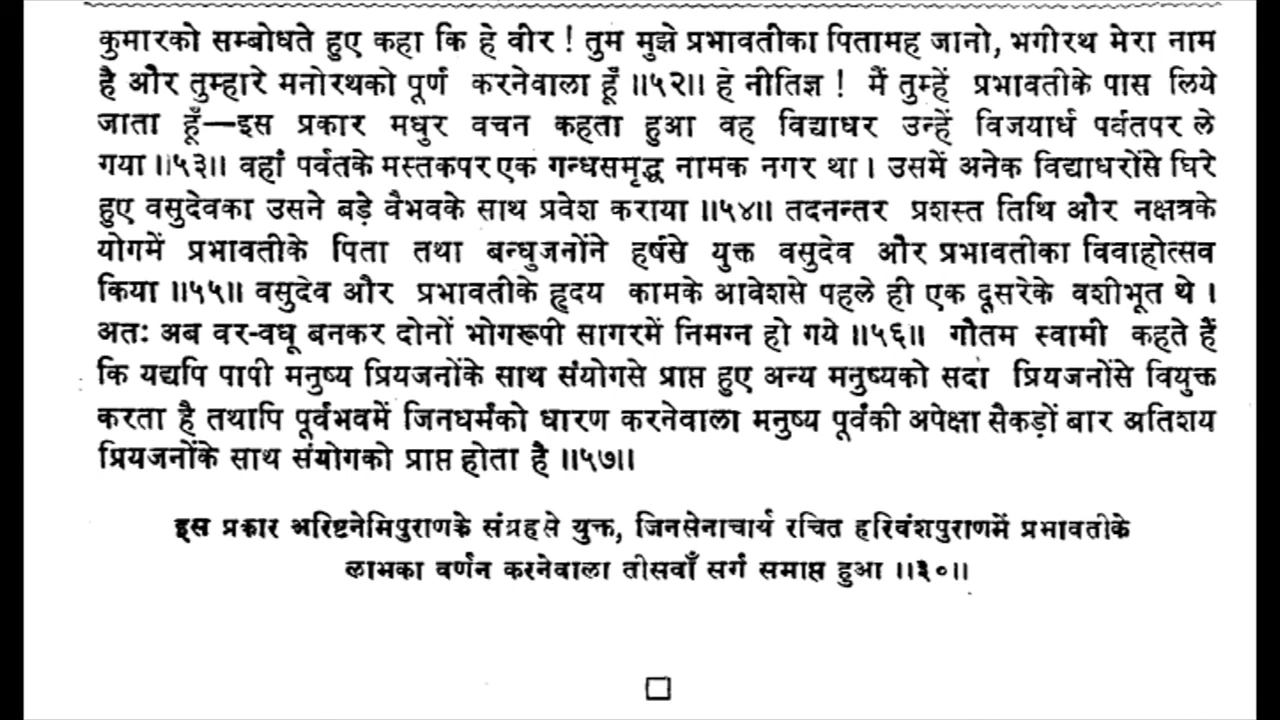 कुमारको सम्बोधते हुए कहा कि हे वीर ! तुम मुझे प्रभावतीका पितामह जानो, भगीरथ मेरा नाम
है और तुम्हारे मनोरथको पूर्ण करनेवाला हूँ ॥५२॥ हे नीतिज्ञ ! मैं तुम्हें प्रभावतीके पास लिये
जाता हूँ—इस प्रकार मधुर वचन कहता हुआ वह विद्याधर उन्हें विजयार्ध पर्वतपर ले
गया ॥५३॥ वहां पर्वतके मस्तकपर एक गन्धसमृद्ध नामक नगर था । उसमें अनेक विद्याधरोंसे घिरे
हुए वसुदेवका उसने बड़े वैभवके साथ प्रवेश कराया ॥५४॥ तदनन्तर प्रशस्त तिथि और नक्षत्रके
योगमें प्रभावतीके पिता तथा बन्धुजनोंने हर्षसे युक्त वसुदेव और प्रभावतीका विवाहोत्सव
किया ॥५५॥ वसुदेव और प्रभावतीके हृदय कामके आवेशसे पहले ही एक दूसरेके वशीभूत थे ।
अतः अब वर-वधू बनकर दोनों भोगरूपी सागरमें निमग्न हो गये ॥५६॥ गौतम स्वामी कहते हैं
कि यद्यपि पापी मनुष्य प्रियजनोंके साथ संयोगसे प्राप्त हुए अन्य मनुष्यको सदा प्रियजनोंसे वियुक्त
करता है तथापि पूर्वभवमें जिनधर्मको धारण करनेवाला मनुष्य पूर्वकी अपेक्षा सैकड़ों बार अतिशय
प्रियजनोंके साथ संयोगको प्राप्त होता है ॥५७॥
इस प्रकार अरिष्टनेमिपुराणके संग्रहसे युक्त, जिनसेनाचार्य रचित हरिवंशपुराणमें प्रभावतीके
लाभका वर्णन करनेवाला तीसवाँ सर्ग समाप्त हुआ ॥३०॥